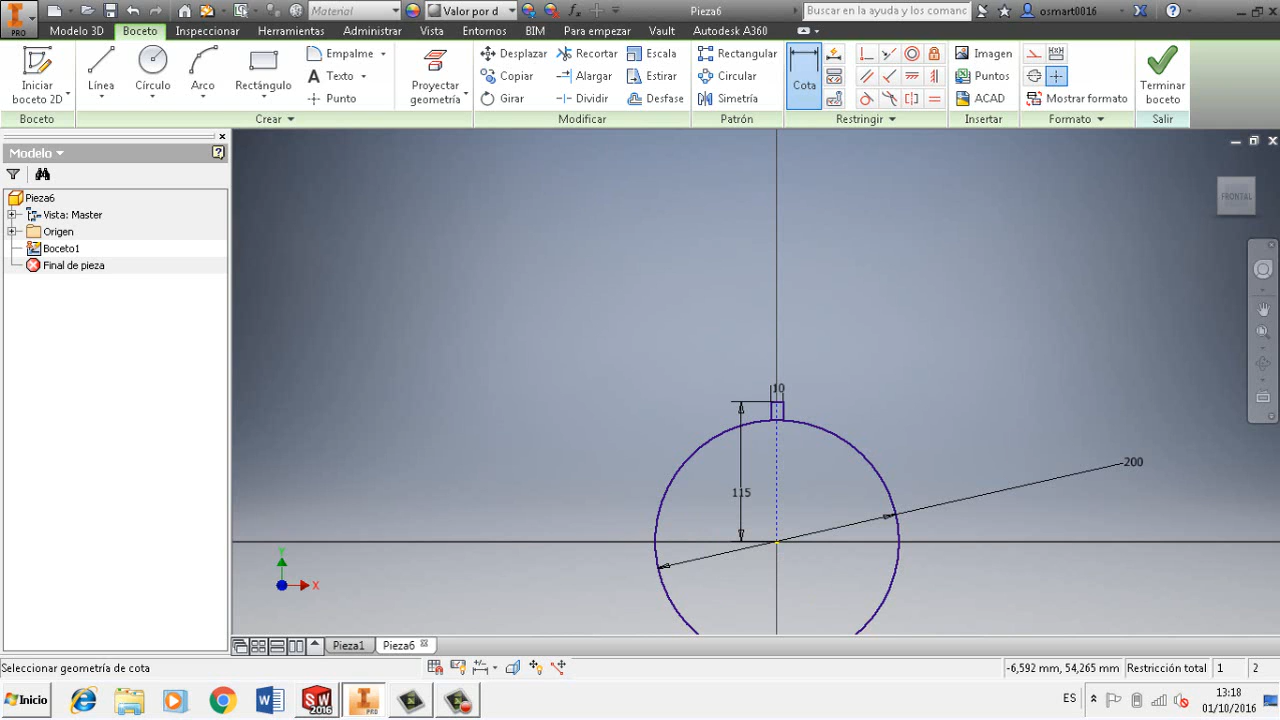 PRO
Material
Valor por d
Pieza6
Buscar en la ayuda y los comanc
osmart0016
Modelo 3D
Boceto
Inspeccionar
Herramientas
Administrar
Vista
Entornos
BIM
Para empezar
Vault
Autodesk A360
Iniciar
boceto 2D
Línea
Círculo
Arco
Rectángulo
Empalme
Texto
Punto
Proyectar
geometría
Desplazar
Copiar
Girar
Recortar
Alargar
Dividir
Escala
Estirar
Desfase
Rectangular
Circular
Simetría
Cota
Imagen
Puntos
ACAD
Mostrar formato
Terminar
boceto
Boceto
Crear
Modificar
Patrón
Restringir
Insertar
Formato
Salir
Modelo
Pieza6
Vista: Master
Origen
Boceto1
Final de pieza
FRONTAL
10
115
200
Y
X
Pieza1
Pieza6
Seleccionar geometría de cota
-6,592 mm, 54,265 mm
Restricción total
1
2
Inicio
SW
2016
PRO
ES
13:18
01/10/2016